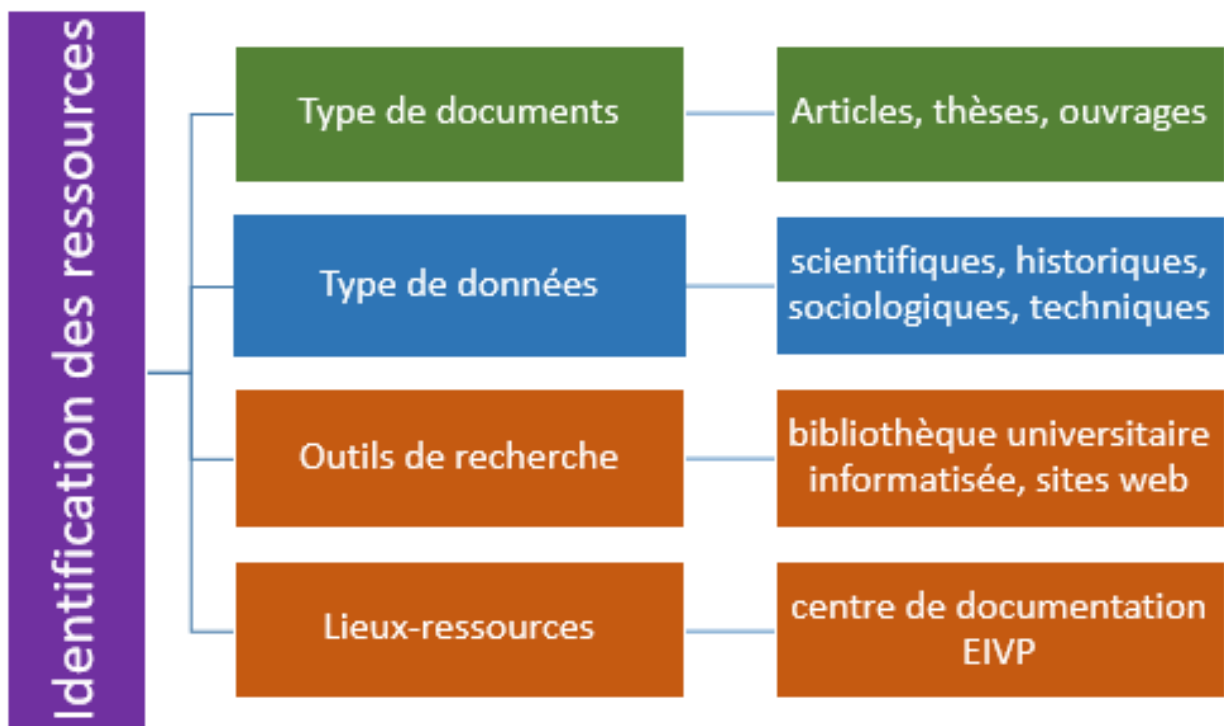 Identification des ressources
Type de documents
Articles, thèses, ouvrages
Type de données
scientifiques, historiques,
sociologiques, techniques
Outils de recherche
bibliothèque universitaire
informatisée, sites web
Lieux-ressources
centre de documentation
EIVP